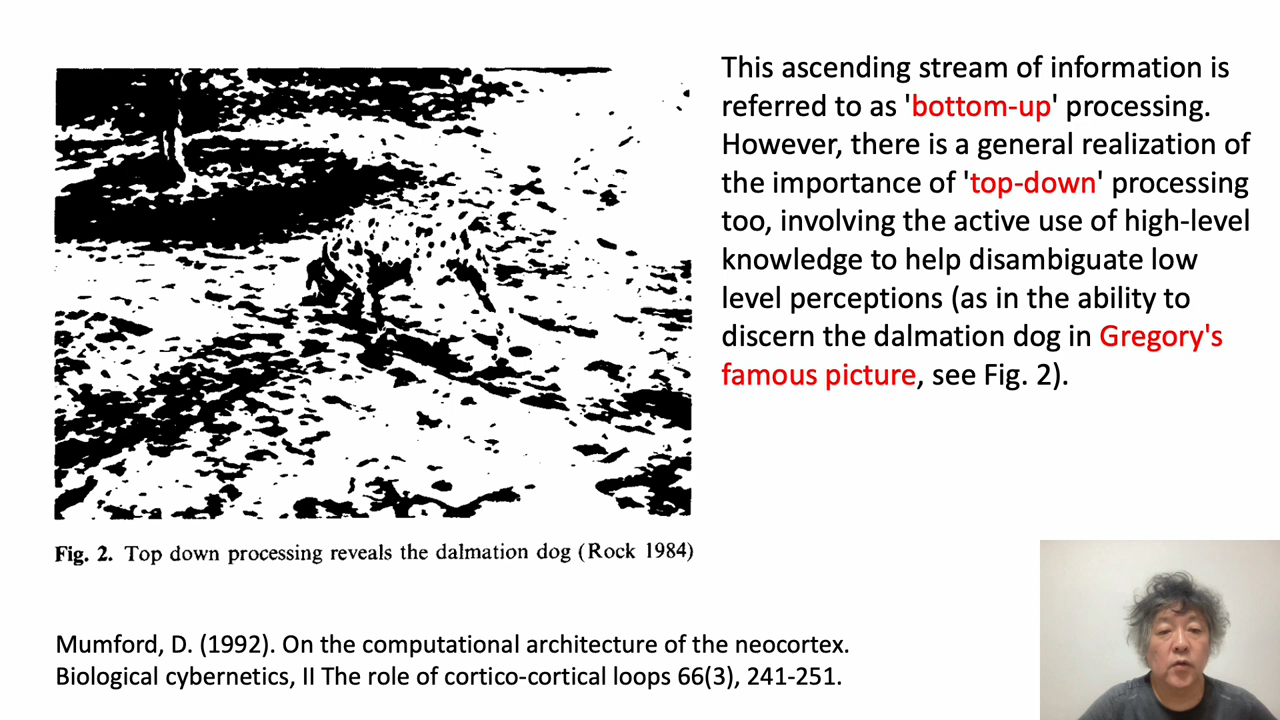 This ascending stream of information is
referred to as 'bottom-up' processing.
However, there is a general realization of
the importance of 'top-down' processing
too, involving the active use of high-level
knowledge to help disambiguate low
level perceptions (as in the ability to
discern the dalmation dog in Gregory's
famous picture, see Fig. 2).
Fig. 2. Top down processing reveals the dalmation dog (Rock 1984)
Mumford, D. (1992). On the computational architecture of the neocortex.
Biological cybernetics, II The role of cortico-cortical loops 66(3), 241-251.